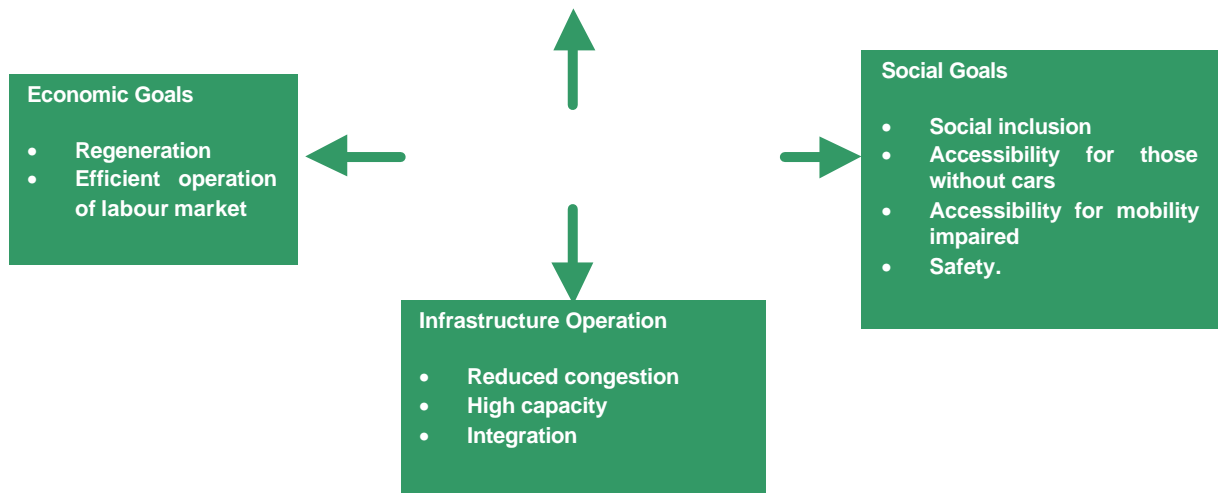 Economic Goals
• Regeneration
• Efficient operation
of labour market
Social Goals
• Social inclusion
• Accessibility for those
without cars
• Accessibility for mobility
impaired
• Safety.
Infrastructure Operation
• Reduced congestion
• High capacity
• Integration